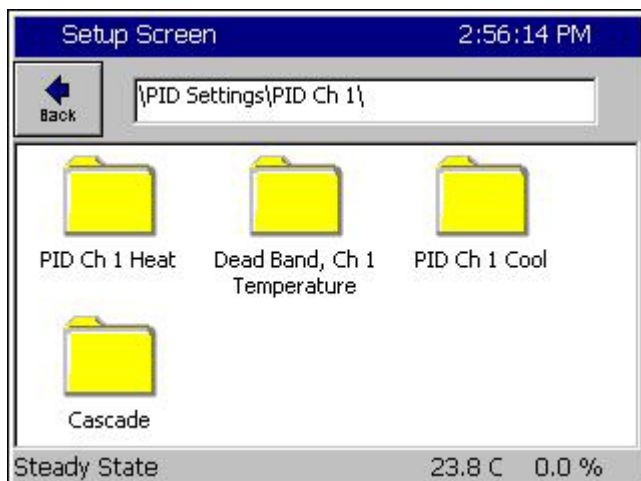 Setup Screen 2:56:14 PM
Back
\PID Settings\PID Ch 1\
PID Ch 1 Heat
Dead Band, Ch 1
Temperature
PID Ch 1 Cool
Cascade
Steady State 23.8 C 0.0 %